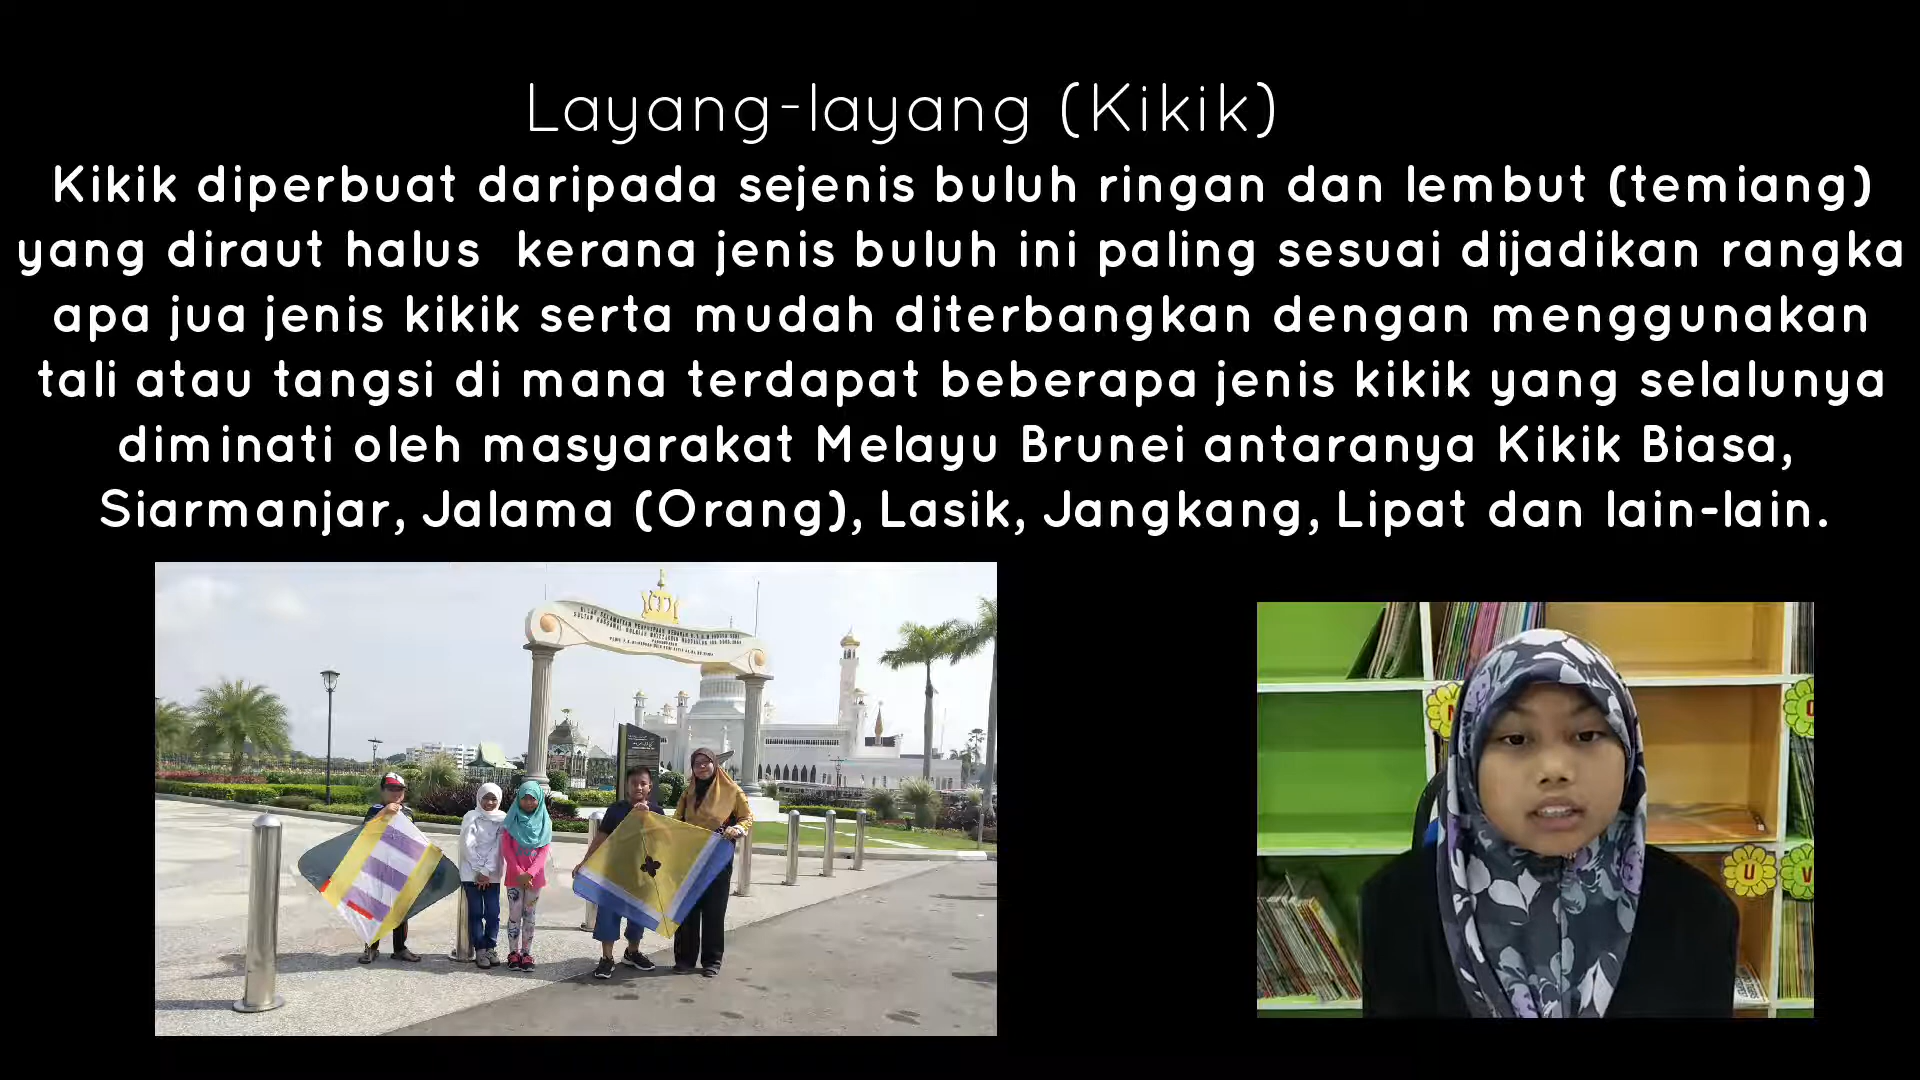 Layang-layang (Kikik)
Kikik diperbuat daripada sejenis buluh ringan dan lembut (temiang)
yang diraut halus kerana jenis buluh ini paling sesuai dijadikan rangka
apa jua jenis kikik serta mudah diterbangkan dengan menggunakan
tali atau tangsi di mana terdapat beberapa jenis kikik yang selalunya
diminati oleh masyarakat Melayu Brunei antaranya Kikik Biasa,
Siarmanjar, Jalama (Orang), Lasik, Jangkang, Lipat dan lain-lain.
U
V